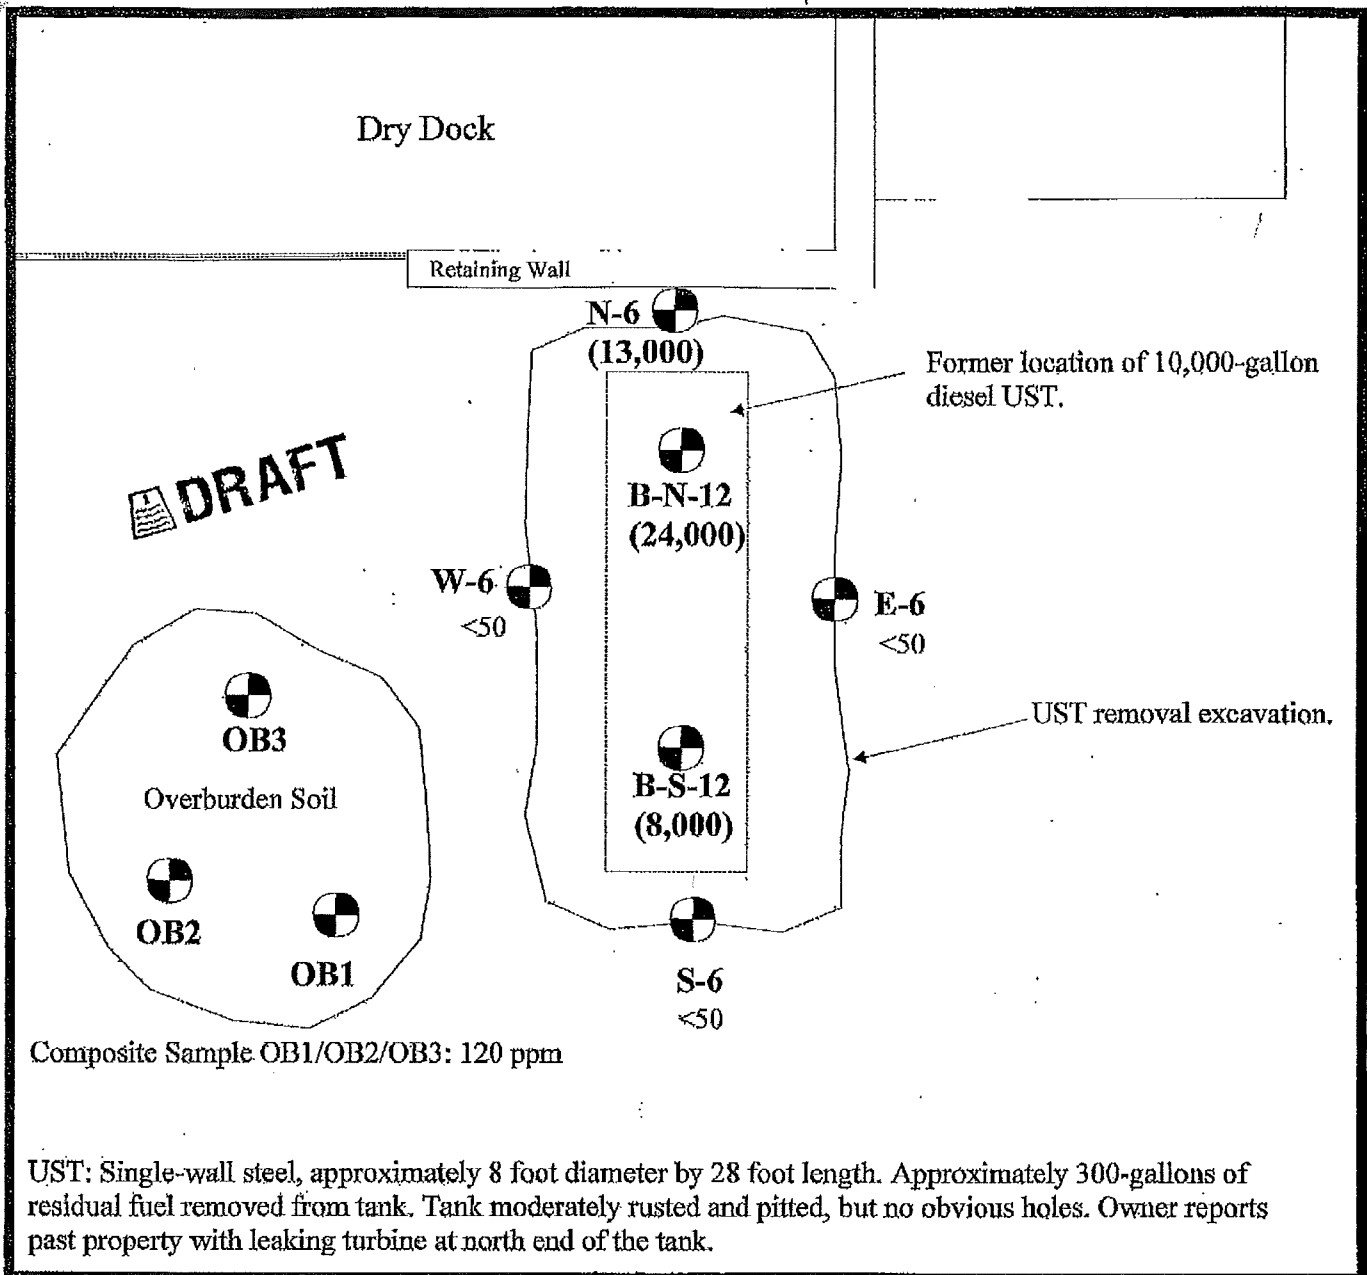 Dry Dock
Retaining Wall
N-6
(13,000)
Former location of 10,000-gallon
diesel UST.
DRAFT
B-N-12
(24,000)
W-6
<50
E-6
<50
OB3
UST removal excavation.
B-S-12
(8,000)
Overburden Soil
OB2
OB1
S-6
<50
Composite Sample OB1/OB2/OB3: 120 ppm
UST: Single-wall steel, approximately 8 foot diameter by 28 foot length. Approximately 300-gallons of
residual fuel removed from tank. Tank moderately rusted and pitted, but no obvious holes. Owner reports
past property with leaking turbine at north end of the tank.